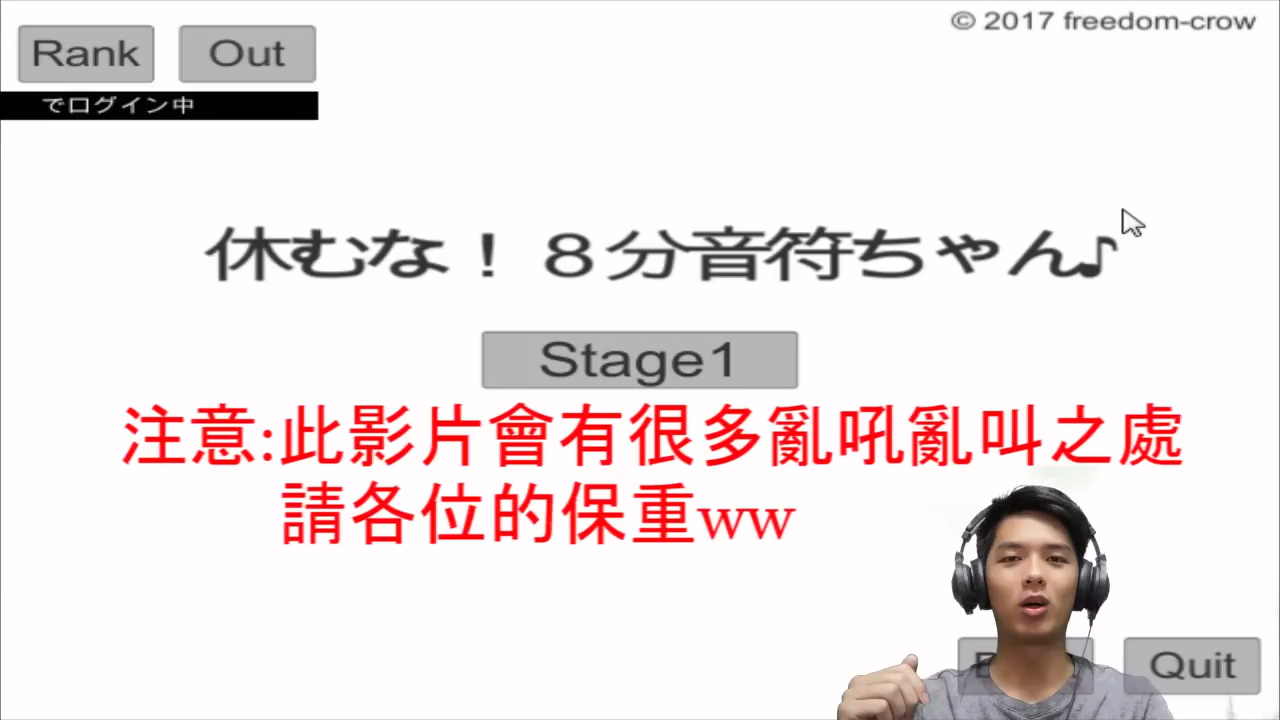 © 2017 freedom-crow
Rank
Out
でログイン中
休むな！８分音符ちゃん♪
Stage1
注意:此影片會有很多亂吼亂叫之處
請各位的保重ww
Quit